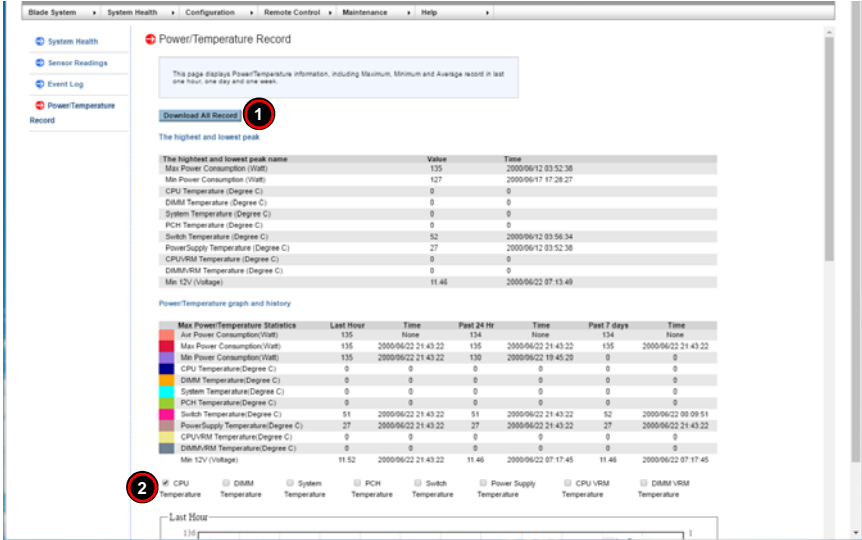 Blade System System Health Configuration Remote Control Maintenance Help
System Health
Sensor Readings
Event Log
Power/Temperature
Record
Power/Temperature Record
This page displays Power/Temperature information, including Maximum, Minimum and Average record in last
one hour, one day and one week.
Download All Record 1
The highest and lowest peak
The hightest and lowest peak name Value Time
Max Power Consumption (Watt) 135 2000/06/12 03:52:38
Min Power Consumption (Watt) 127 2000/06/17 17:28:27
CPU Temperature (Degree C) 0 0
DIMM Temperature (Degree C) 0 0
System Temperature (Degree C) 0 0
PCH Temperature (Degree C) 0 0
Switch Temperature (Degree C) 52 2000/06/12 03:56:34
PowerSupply Temperature (Degree C) 27 2000/06/12 03:52:38
CPUVRM Temperature (Degree C) 0 0
DIMMVRM Temperature (Degree C) 0 0
Min 12V (Voltage) 11.46 2000/06/22 07:13:49
Power/Temperature graph and history
Max Power/Temperature Statistics Last Hour Time Past 24 Hr Time Past 7 days Time
Avr Power Consumption(Watt) 135 None 134 None 134 None
Max Power Consumption(Watt) 135 2000/06/22 21:43:22 135 2000/06/22 21:43:22 135 2000/06/22 21:43:22
Min Power Consumption(Watt) 135 2000/06/22 21:43:22 130 2000/06/22 19:45:20 0 0
CPU Temperature(Degree C) 0 0 0 0 0 0
DIMM Temperature(Degree C) 0 0 0 0 0 0
System Temperature(Degree C) 0 0 0 0 0 0
PCH Temperature(Degree C) 0 0 0 0 0 0
Switch Temperature(Degree C) 51 2000/06/22 21:43:22 51 2000/06/22 21:43:22 52 2000/06/22 00:09:51
PowerSupply Temperature(Degree C) 27 2000/06/22 21:43:22 27 2000/06/22 21:43:22 27 2000/06/22 21:43:22
CPUVRM Temperature(Degree C) 0 0 0 0 0 0
DIMMVRM Temperature(Degree C) 0 0 0 0 0 0
Min 12V (Voltage) 11.52 2000/06/22 21:43:22 11.46 2000/06/22 07:17:45 11.46 2000/06/22 07:17:45
2 CPU DIMM System PCH Switch Power Supply CPU VRM DIMM VRM
Temperature Temperature Temperature Temperature Temperature Temperature Temperature Temperature
Last Hour
136 1